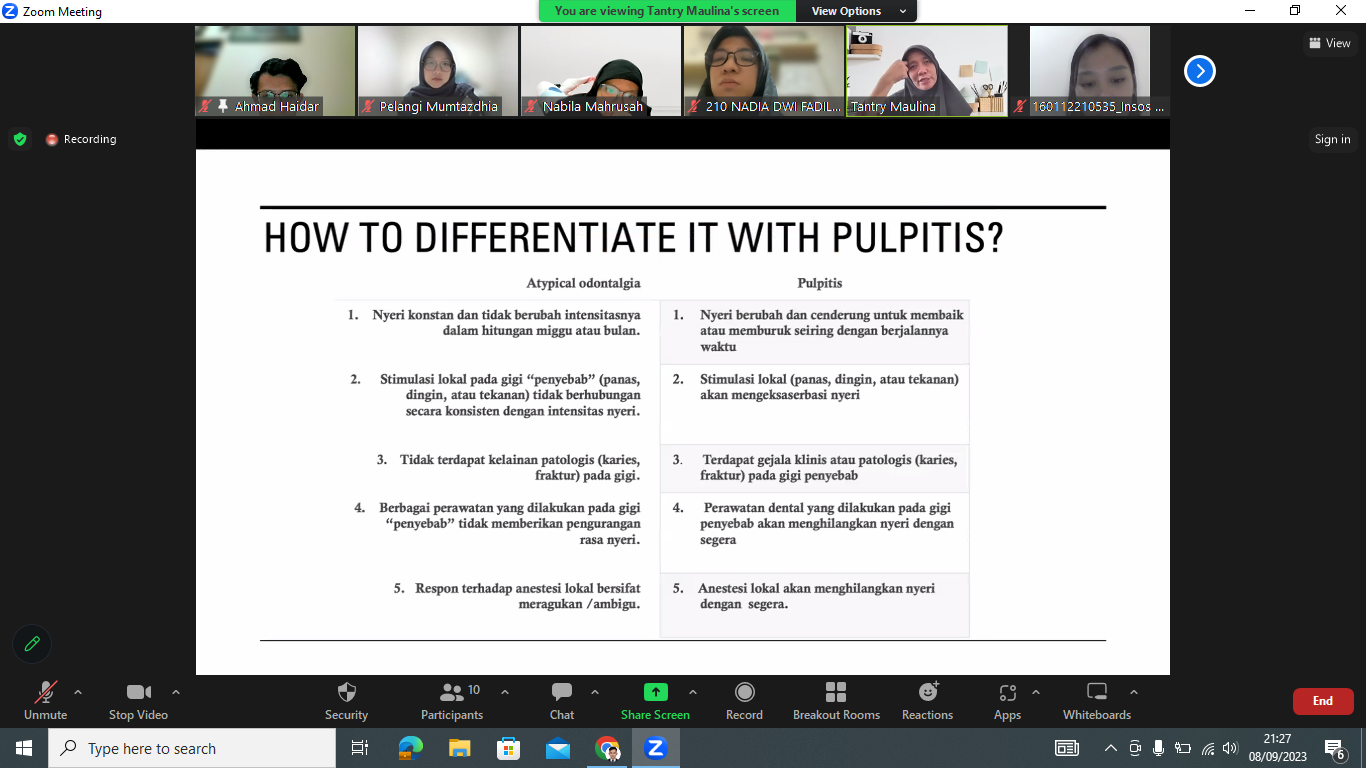 Zoom Meeting
You are viewing Tantry Maulina's screen
View Options
Ahmad Haidar
Pelangi Mumtazdhia
Nabila Mahrusah
210 NADIA DWI FADIL...
Tantry Maulina
160112210535_Insos ...
View
Recording
Sign in
HOW TO DIFFERENTIATE IT WITH PULPITIS?
Atypical odontalgia
Pulpitis
1. Nyeri konstan dan tidak berubah intensitasnya
dalam hitungan miggu atau bulan.
1. Nyeri berubah dan cenderung untuk membaik
atau memburuk seiring dengan berjalannya
waktu
2. Stimulasi lokal pada gigi “penyebab” (panas,
dingin, atau tekanan) tidak berhubungan
secara konsisten dengan intensitas nyeri.
2. Stimulasi lokal (panas, dingin, atau tekanan)
akan mengeksaserbasi nyeri
3. Tidak terdapat kelainan patologis (karies,
fraktur) pada gigi.
3. Terdapat gejala klinis atau patologis (karies,
fraktur) pada gigi penyebab
4. Berbagai perawatan yang dilakukan pada gigi
“penyebab” tidak memberikan pengurangan
rasa nyeri.
4. Perawatan dental yang dilakukan pada gigi
penyebab akan menghilangkan nyeri dengan
segera
5. Respon terhadap anestesi lokal bersifat
meragukan /ambigu.
5. Anestesi lokal akan menghilangkan nyeri
dengan segera.
10
Unmute
Stop Video
Security
Participants
Chat
Share Screen
Record
Breakout Rooms
Reactions
Apps
Whiteboards
End
Type here to search
21:27
08/09/2023
6